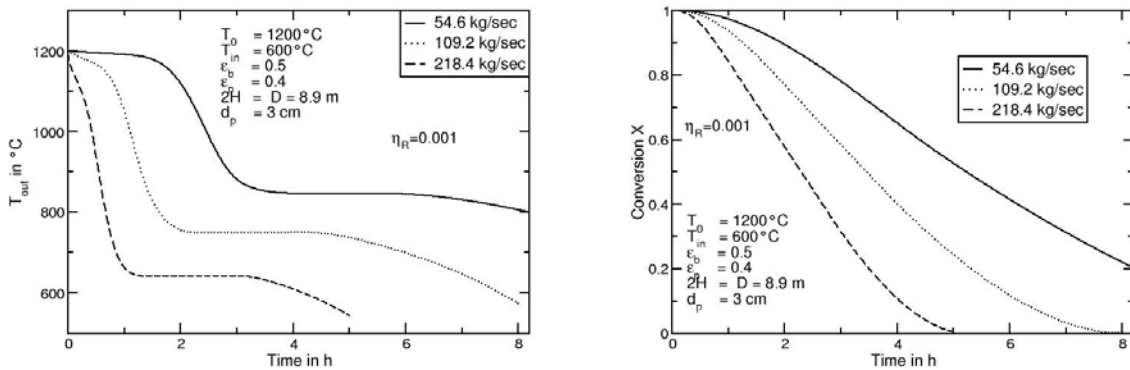 1200
1000
800
600
T_out in °C
0
2
4
6
8
Time in h
T_0 = 1200°C
T_in = 600°C
ε_b = 0.5
ε_p = 0.4
2H = D = 8.9 m
d_p = 3 cm
η_R=0.001
54.6 kg/sec
109.2 kg/sec
218.4 kg/sec
1
0.8
0.6
0.4
0.2
0
Conversion X
0
2
4
6
8
Time in h
54.6 kg/sec
109.2 kg/sec
218.4 kg/sec
η_R=0.001
T_0 = 1200°C
T_in = 600°C
ε_b = 0.5
ε_p = 0.4
2H = D = 8.9 m
d_p = 3 cm